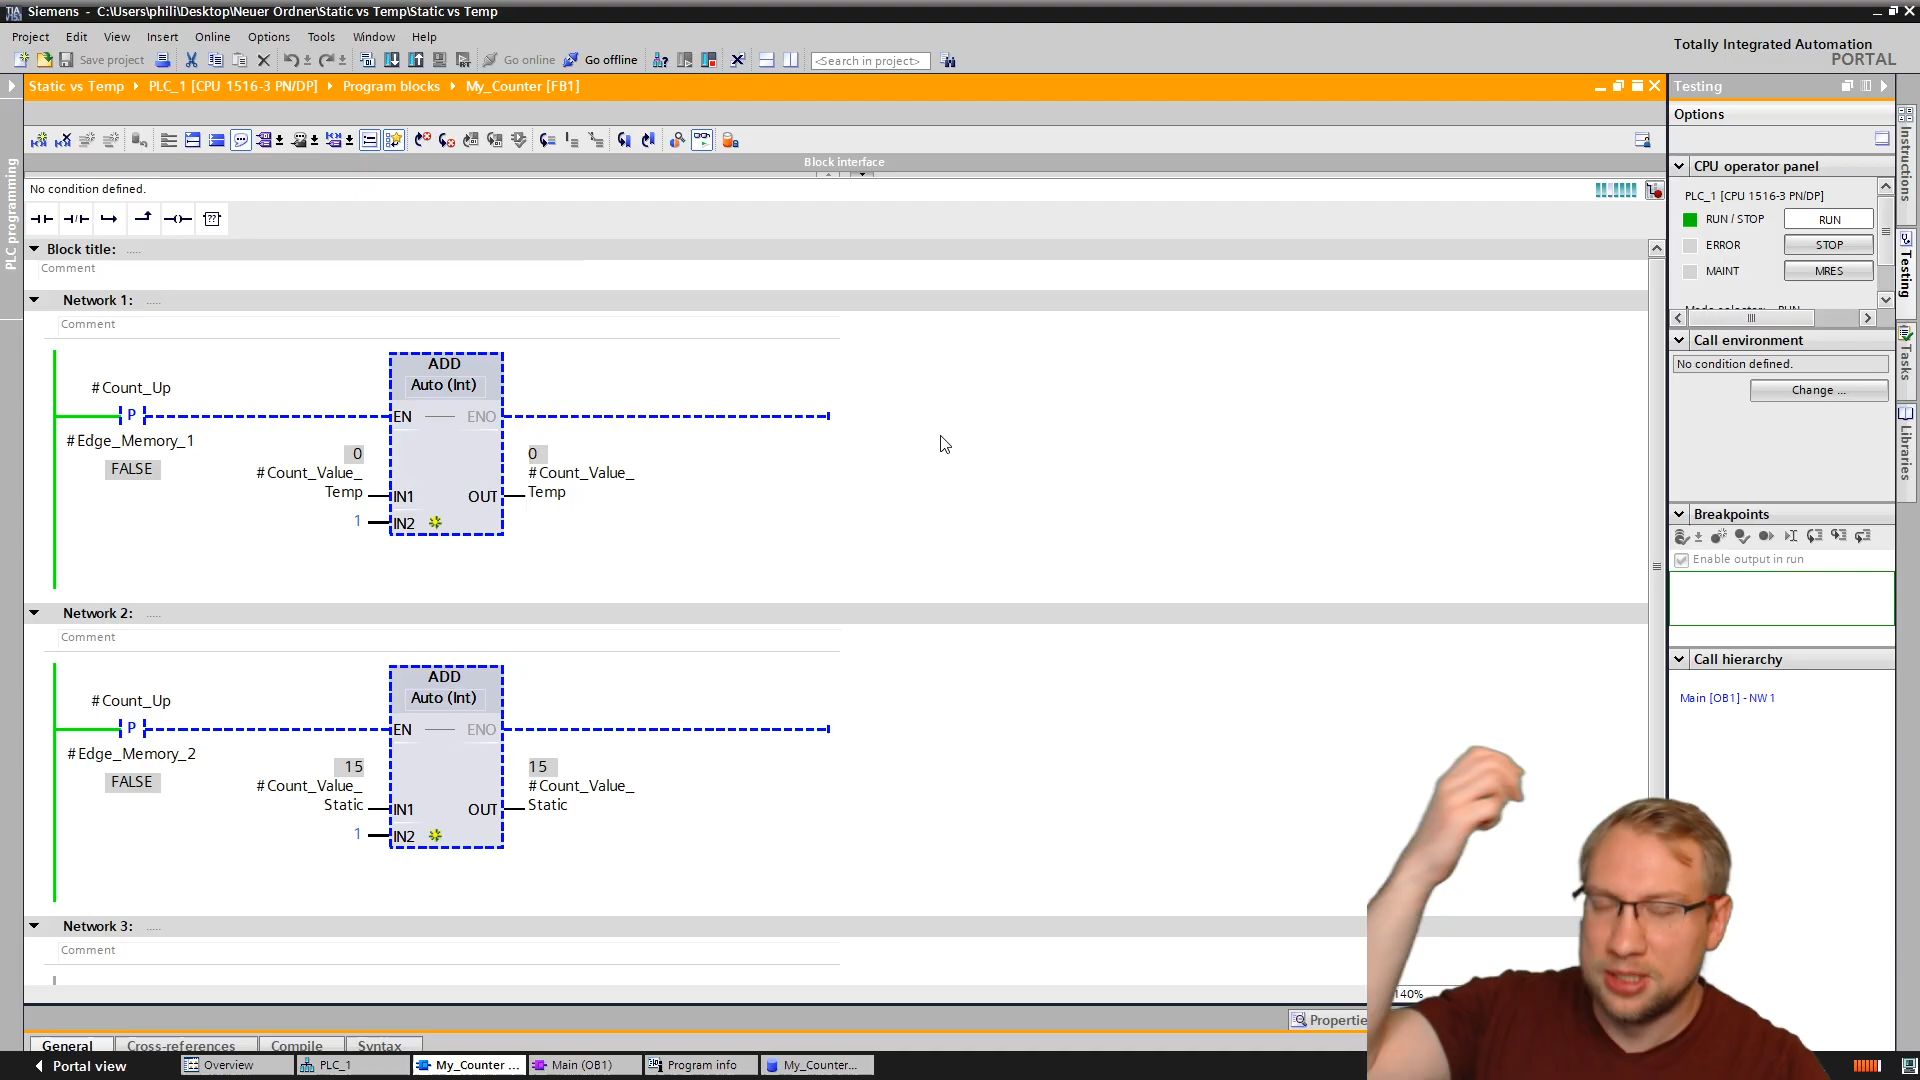 Siemens - C:\Users\phili\Desktop\Neuer Ordner\Static vs Temp\Static vs Temp
Project Edit View Insert Online Options Tools Window Help
Totally Integrated Automation
PORTAL
Save project
Go online
Go offline
<Search in project>
Static vs Temp
PLC_1 [CPU 1516-3 PN/DP]
Program blocks
My_Counter [FB1]
Testing
Options
PLC programming
Block interface
No condition defined.
Block title: .....
Comment
Network 1: .....
Comment
#Count_Up
P
#Edge_Memory_1
FALSE
ADD
Auto (Int)
EN
ENO
0
#Count_Value_
Temp
IN1
1
IN2
OUT
0
#Count_Value_
Temp
Network 2: .....
Comment
#Count_Up
P
#Edge_Memory_2
FALSE
ADD
Auto (Int)
EN
ENO
15
#Count_Value_
Static
IN1
1
IN2
OUT
15
#Count_Value_
Static
Network 3: .....
Comment
140%
CPU operator panel
PLC_1 [CPU 1516-3 PN/DP]
RUN / STOP
RUN
ERROR
STOP
MAINT
MRES
Call environment
No condition defined.
Change ...
Breakpoints
Enable output in run
Call hierarchy
Main [OB1] - NW 1
Instructions
Testing
Tasks
Libraries
Propertie
General
Cross-references
Compile
Syntax
Portal view
Overview
PLC_1
My_Counter ...
Main (OB1)
Program info
My_Counter...